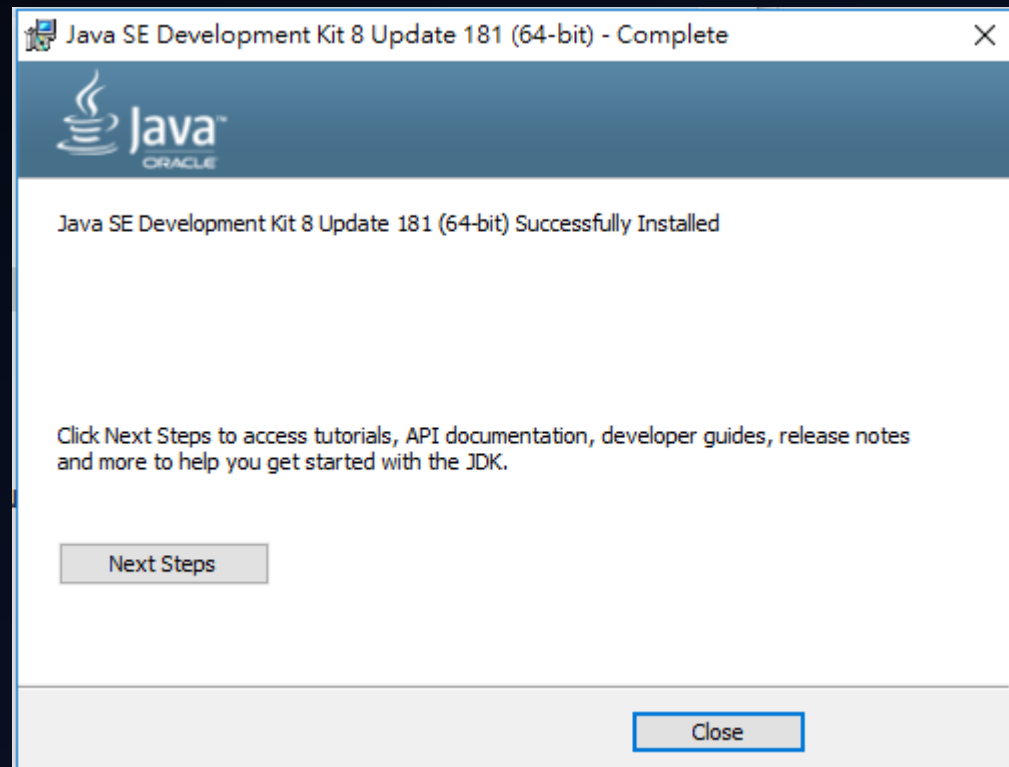 Java SE Development Kit 8 Update 181 (64-bit) - Complete
Java™
ORACLE
Java SE Development Kit 8 Update 181 (64-bit) Successfully Installed
Click Next Steps to access tutorials, API documentation, developer guides, release notes
and more to help you get started with the JDK.
Next Steps
Close